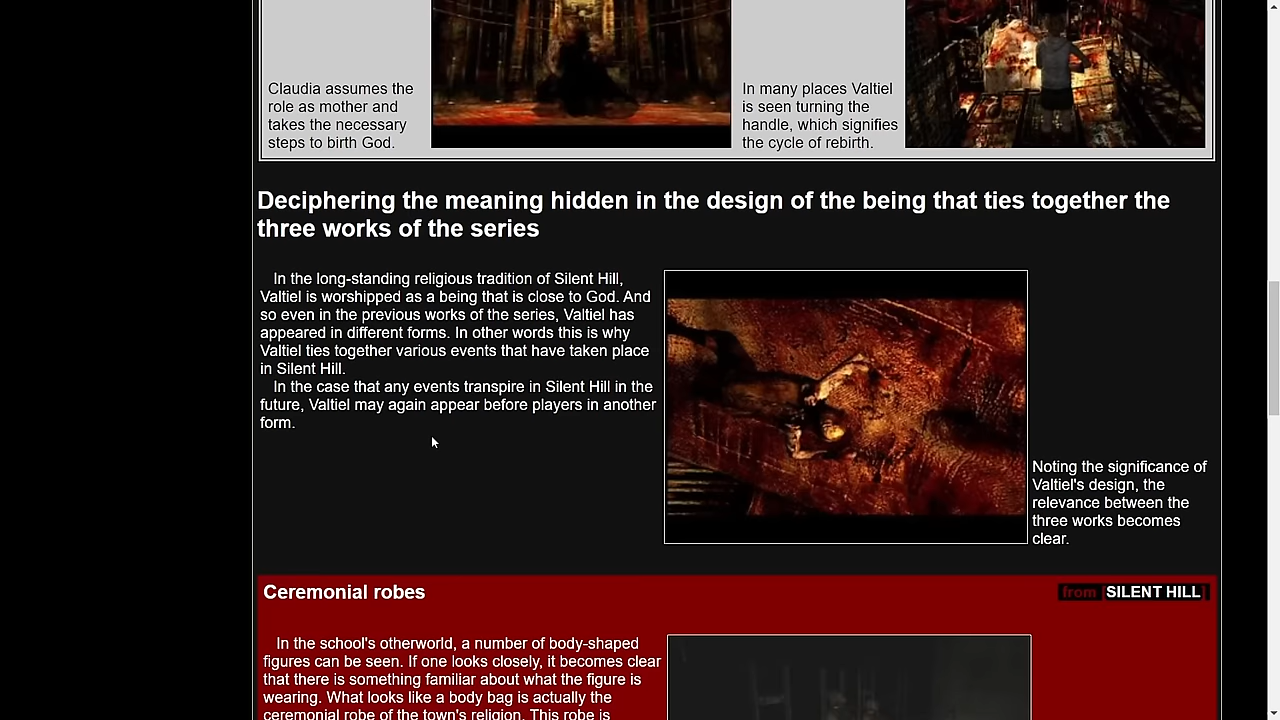 Claudia assumes the
role as mother and
takes the necessary
steps to birth God.
In many places Valtiel
is seen turning the
handle, which signifies
the cycle of rebirth.
Deciphering the meaning hidden in the design of the being that ties together the
three works of the series
In the long-standing religious tradition of Silent Hill,
Valtiel is worshipped as a being that is close to God. And
so even in the previous works of the series, Valtiel has
appeared in different forms. In other words this is why
Valtiel ties together various events that have taken place
in Silent Hill.
In the case that any events transpire in Silent Hill in the
future, Valtiel may again appear before players in another
form.
Noting the significance of
Valtiel's design, the
relevance between the
three works becomes
clear.
Ceremonial robes
from [SILENT HILL]
In the school's otherworld, a number of body-shaped
figures can be seen. If one looks closely, it becomes clear
that there is something familiar about what the figure is
wearing. What looks like a body bag is actually the
ceremonial robe of the town's religion. This robe is